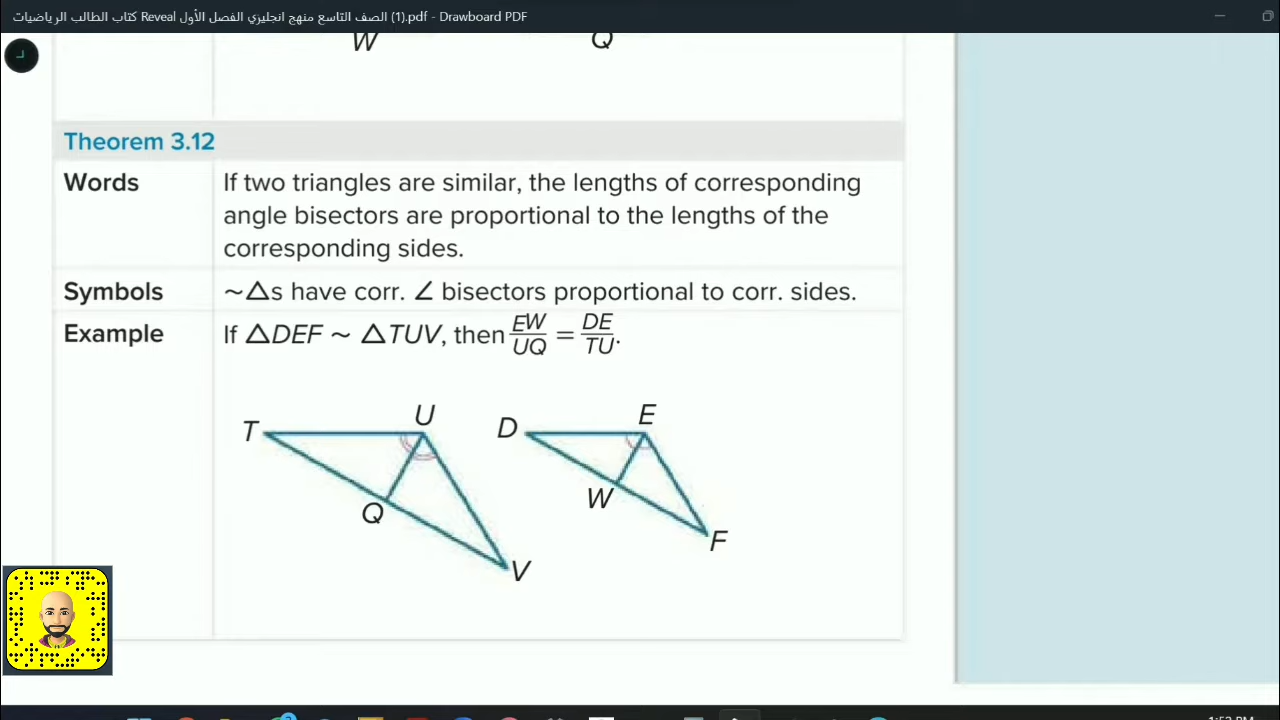 كتاب الطالب الرياضيات Reveal الصف التاسع منهج انجليزي الفصل الأول (1).pdf - Drawboard PDF
W Q
Theorem 3.12
Words If two triangles are similar, the lengths of corresponding
angle bisectors are proportional to the lengths of the
corresponding sides.
Symbols ~△s have corr. ∠ bisectors proportional to corr. sides.
Example If △DEF ~ △TUV, then EW/UQ = DE/TU.
T U D E
Q W
V F